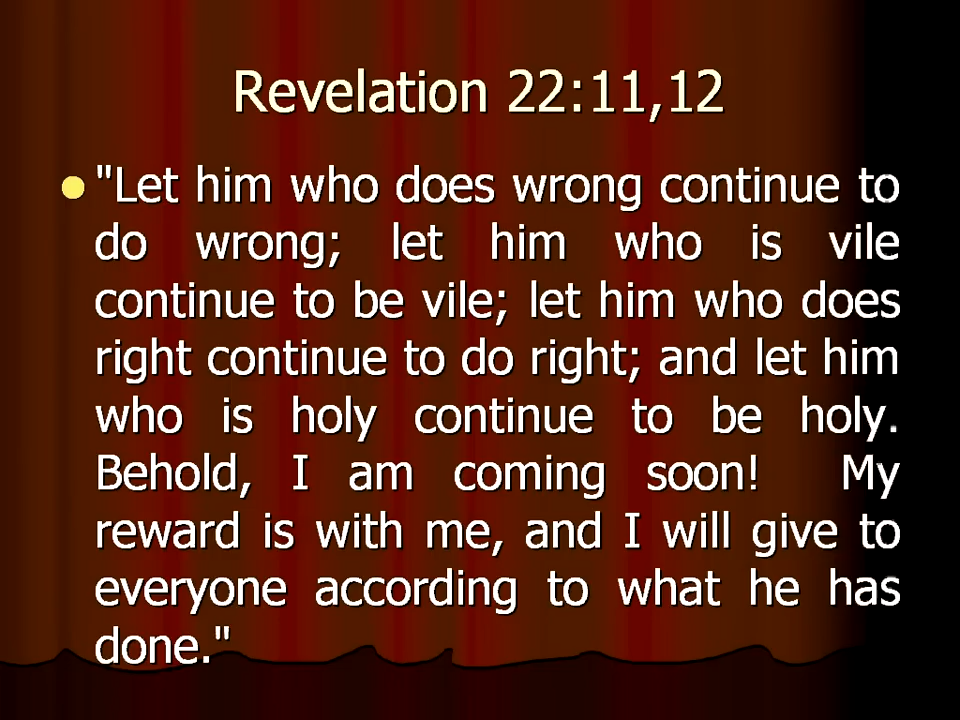 Revelation 22:11,12
"Let him who does wrong continue to
do wrong; let him who is vile
continue to be vile; let him who does
right continue to do right; and let him
who is holy continue to be holy.
Behold, I am coming soon! My
reward is with me, and I will give to
everyone according to what he has
done."